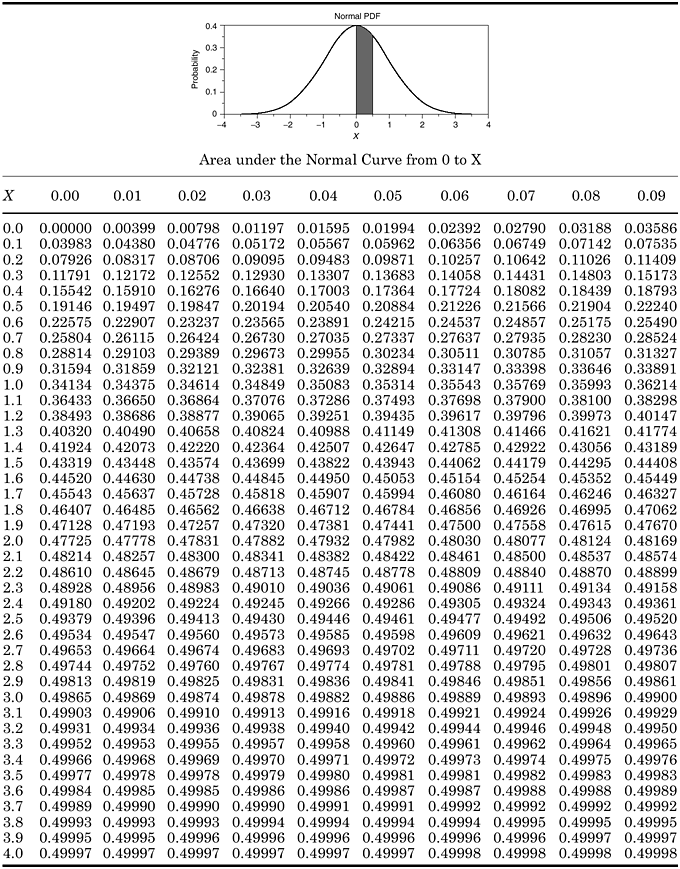 Normal PDF
Probability
0.4
0.3
0.2
0.1
0
−4 −3 −2 −1 0 1 2 3 4
X
Area under the Normal Curve from 0 to X
X 0.00 0.01 0.02 0.03 0.04 0.05 0.06 0.07 0.08 0.09
0.0 0.00000 0.00399 0.00798 0.01197 0.01595 0.01994 0.02392 0.02790 0.03188 0.03586
0.1 0.03983 0.04380 0.04776 0.05172 0.05567 0.05962 0.06356 0.06749 0.07142 0.07535
0.2 0.07926 0.08317 0.08706 0.09095 0.09483 0.09871 0.10257 0.10642 0.11026 0.11409
0.3 0.11791 0.12172 0.12552 0.12930 0.13307 0.13683 0.14058 0.14431 0.14803 0.15173
0.4 0.15542 0.15910 0.16276 0.16640 0.17003 0.17364 0.17724 0.18082 0.18439 0.18793
0.5 0.19146 0.19497 0.19847 0.20194 0.20540 0.20884 0.21226 0.21566 0.21904 0.22240
0.6 0.22575 0.22907 0.23237 0.23565 0.23891 0.24215 0.24537 0.24857 0.25175 0.25490
0.7 0.25804 0.26115 0.26424 0.26730 0.27035 0.27337 0.27637 0.27935 0.28230 0.28524
0.8 0.28814 0.29103 0.29389 0.29673 0.29955 0.30234 0.30511 0.30785 0.31057 0.31327
0.9 0.31594 0.31859 0.32121 0.32381 0.32639 0.32894 0.33147 0.33398 0.33646 0.33891
1.0 0.34134 0.34375 0.34614 0.34849 0.35083 0.35314 0.35543 0.35769 0.35993 0.36214
1.1 0.36433 0.36650 0.36864 0.37076 0.37286 0.37493 0.37698 0.37900 0.38100 0.38298
1.2 0.38493 0.38686 0.38877 0.39065 0.39251 0.39435 0.39617 0.39796 0.39973 0.40147
1.3 0.40320 0.40490 0.40658 0.40824 0.40988 0.41149 0.41308 0.41466 0.41621 0.41774
1.4 0.41924 0.42073 0.42220 0.42364 0.42507 0.42647 0.42785 0.42922 0.43056 0.43189
1.5 0.43319 0.43448 0.43574 0.43699 0.43822 0.43943 0.44062 0.44179 0.44295 0.44408
1.6 0.44520 0.44630 0.44738 0.44845 0.44950 0.45053 0.45154 0.45254 0.45352 0.45449
1.7 0.45543 0.45637 0.45728 0.45818 0.45907 0.45994 0.46080 0.46164 0.46246 0.46327
1.8 0.46407 0.46485 0.46562 0.46638 0.46712 0.46784 0.46856 0.46926 0.46995 0.47062
1.9 0.47128 0.47193 0.47257 0.47320 0.47381 0.47441 0.47500 0.47558 0.47615 0.47670
2.0 0.47725 0.47778 0.47831 0.47882 0.47932 0.47982 0.48030 0.48077 0.48124 0.48169
2.1 0.48214 0.48257 0.48300 0.48341 0.48382 0.48422 0.48461 0.48500 0.48537 0.48574
2.2 0.48610 0.48645 0.48679 0.48713 0.48745 0.48778 0.48809 0.48840 0.48870 0.48899
2.3 0.48928 0.48956 0.48983 0.49010 0.49036 0.49061 0.49086 0.49111 0.49134 0.49158
2.4 0.49180 0.49202 0.49224 0.49245 0.49266 0.49286 0.49305 0.49324 0.49343 0.49361
2.5 0.49379 0.49396 0.49413 0.49430 0.49446 0.49461 0.49477 0.49492 0.49506 0.49520
2.6 0.49534 0.49547 0.49560 0.49573 0.49585 0.49598 0.49609 0.49621 0.49632 0.49643
2.7 0.49653 0.49664 0.49674 0.49683 0.49693 0.49702 0.49711 0.49720 0.49728 0.49736
2.8 0.49744 0.49752 0.49760 0.49767 0.49774 0.49781 0.49788 0.49795 0.49801 0.49807
2.9 0.49813 0.49819 0.49825 0.49831 0.49836 0.49841 0.49846 0.49851 0.49856 0.49861
3.0 0.49865 0.49869 0.49874 0.49878 0.49882 0.49886 0.49889 0.49893 0.49896 0.49900
3.1 0.49903 0.49906 0.49910 0.49913 0.49916 0.49918 0.49921 0.49924 0.49926 0.49929
3.2 0.49931 0.49934 0.49936 0.49938 0.49940 0.49942 0.49944 0.49946 0.49948 0.49950
3.3 0.49952 0.49953 0.49955 0.49957 0.49958 0.49960 0.49961 0.49962 0.49964 0.49965
3.4 0.49966 0.49968 0.49969 0.49970 0.49971 0.49972 0.49973 0.49974 0.49975 0.49976
3.5 0.49977 0.49978 0.49978 0.49979 0.49980 0.49981 0.49981 0.49982 0.49983 0.49983
3.6 0.49984 0.49985 0.49985 0.49986 0.49986 0.49987 0.49987 0.49988 0.49988 0.49989
3.7 0.49989 0.49990 0.49990 0.49990 0.49991 0.49991 0.49992 0.49992 0.49992 0.49992
3.8 0.49993 0.49993 0.49993 0.49994 0.49994 0.49994 0.49994 0.49995 0.49995 0.49995
3.9 0.49995 0.49995 0.49996 0.49996 0.49996 0.49996 0.49996 0.49996 0.49997 0.49997
4.0 0.49997 0.49997 0.49997 0.49997 0.49997 0.49997 0.49998 0.49998 0.49998 0.49998